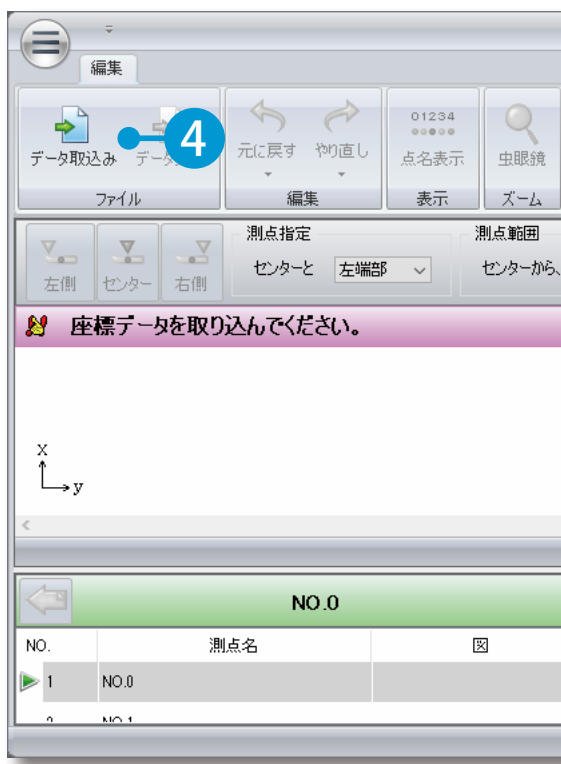 編集
4
データ取込み
元に戻す やり直し
01234
点名表示
虫眼鏡
ファイル 編集 表示 ズーム
左側 センター 右側
測点指定
センターと 左端部
測点範囲
センターから、
座標データを取り込んでください。
x
y
NO.0
NO. 測点名 図
1 NO.0
2 NO.1